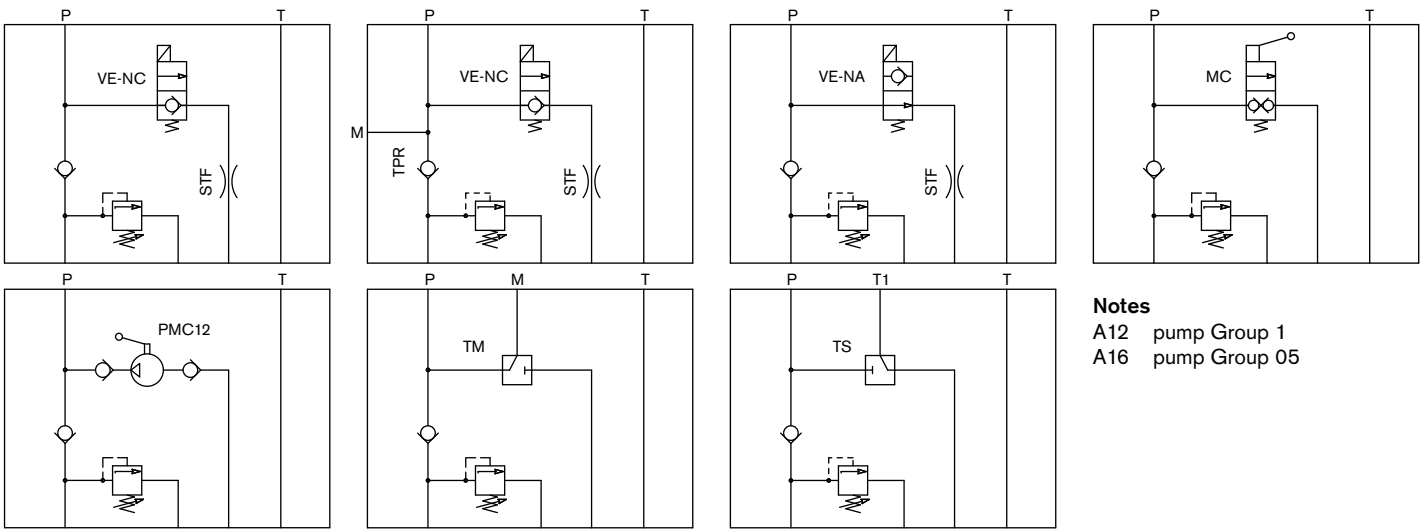 P T
VE-NC
STF
P T
VE-NC
M
TPR
STF
P T
VE-NA
STF
P T
MC
P T
PMC12
P M T
TM
P T1 T
TS
Notes
A12 pump Group 1
A16 pump Group 05